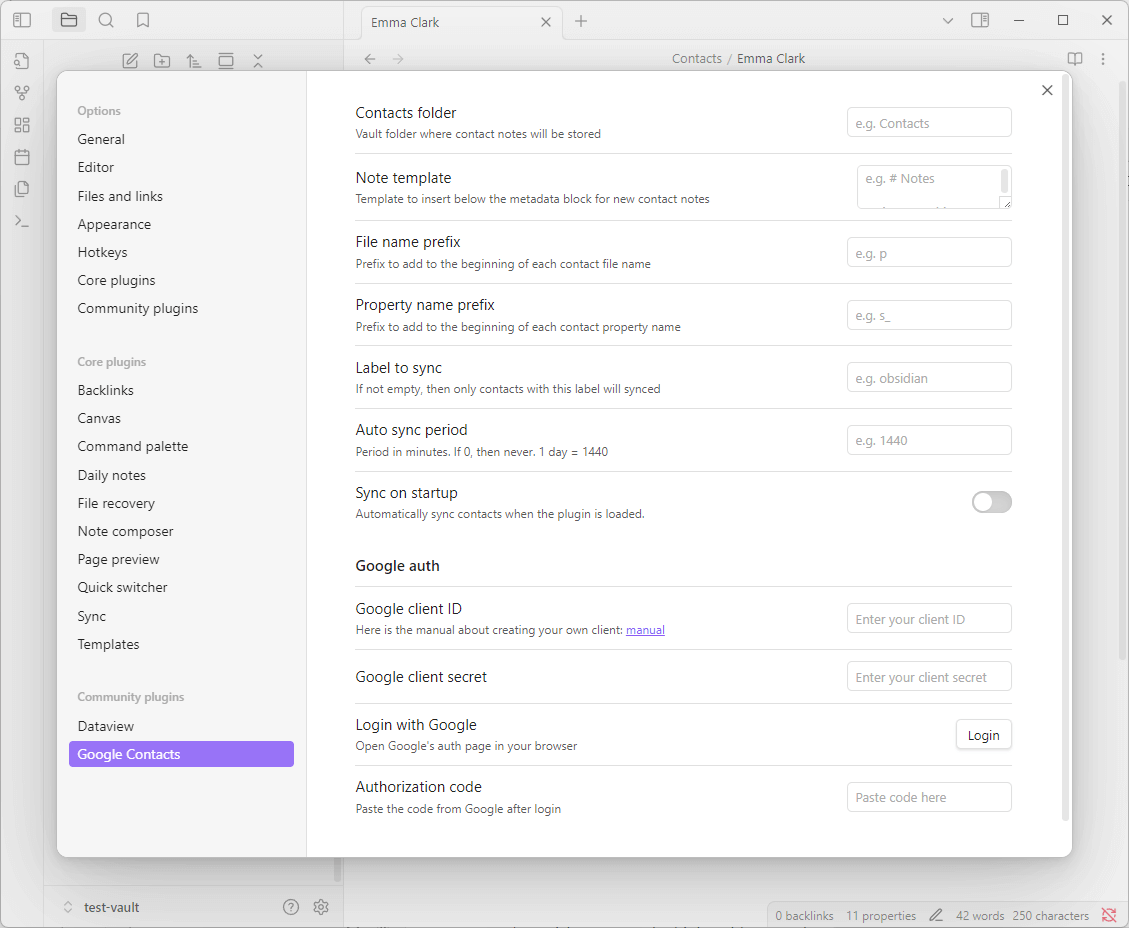 Emma Clark
Contacts / Emma Clark
Options
General
Editor
Files and links
Appearance
Hotkeys
Core plugins
Community plugins
Core plugins
Backlinks
Canvas
Command palette
Daily notes
File recovery
Note composer
Page preview
Quick switcher
Sync
Templates
Community plugins
Dataview
Google Contacts
Contacts folder
Vault folder where contact notes will be stored
e.g. Contacts
Note template
Template to insert below the metadata block for new contact notes
e.g. # Notes
File name prefix
Prefix to add to the beginning of each contact file name
e.g. p
Property name prefix
Prefix to add to the beginning of each contact property name
e.g. s_
Label to sync
If not empty, then only contacts with this label will synced
e.g. obsidian
Auto sync period
Period in minutes. If 0, then never. 1 day = 1440
e.g. 1440
Sync on startup
Automatically sync contacts when the plugin is loaded.
Google auth
Google client ID
Here is the manual about creating your own client: manual
Enter your client ID
Google client secret
Enter your client secret
Login with Google
Open Google's auth page in your browser
Login
Authorization code
Paste the code from Google after login
Paste code here
test-vault
0 backlinks 11 properties 42 words 250 characters